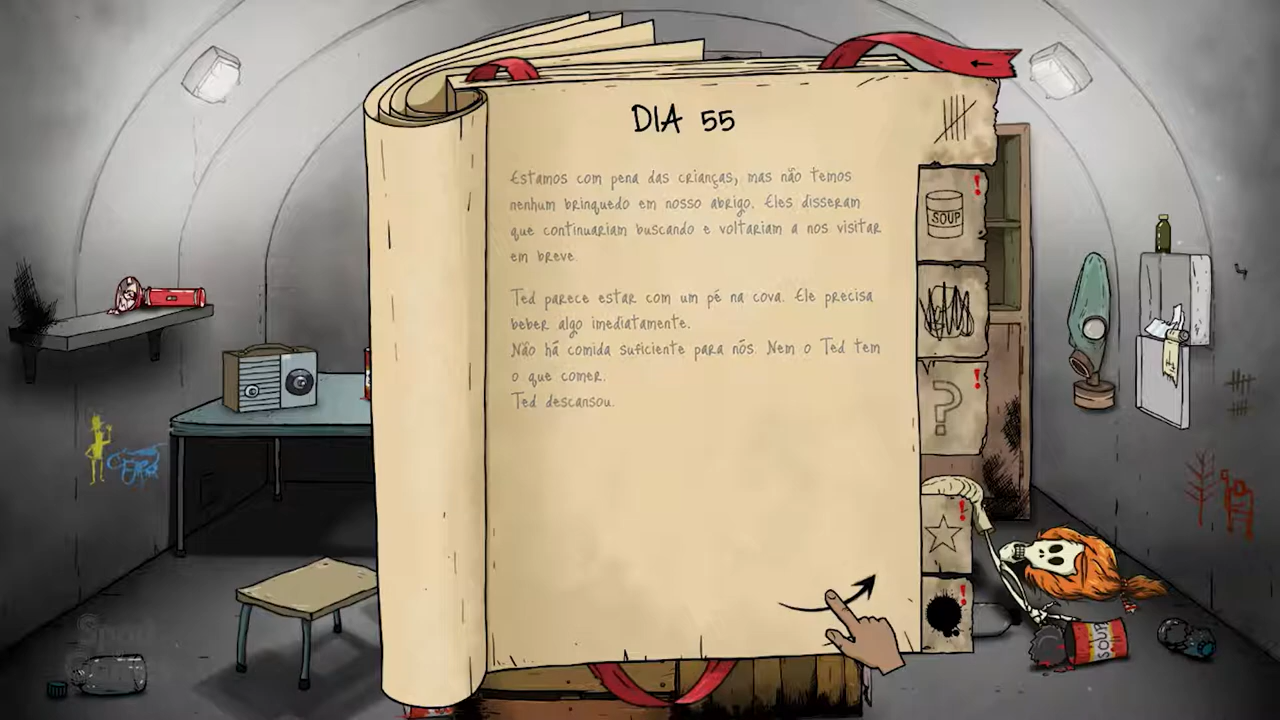 DIA 55
Estamos com pena das crianças, mas não temos
nenhum brinquedo em nosso abrigo. Eles disseram
que continuariam buscando e voltariam a nos visitar
em breve.
Ted parece estar com um pé na cova. Ele precisa
beber algo imediatamente.
Não há comida suficiente para nós. Nem o Ted tem
o que comer.
Ted descansou.
!
SOUP
!
?
!
!
SOUP